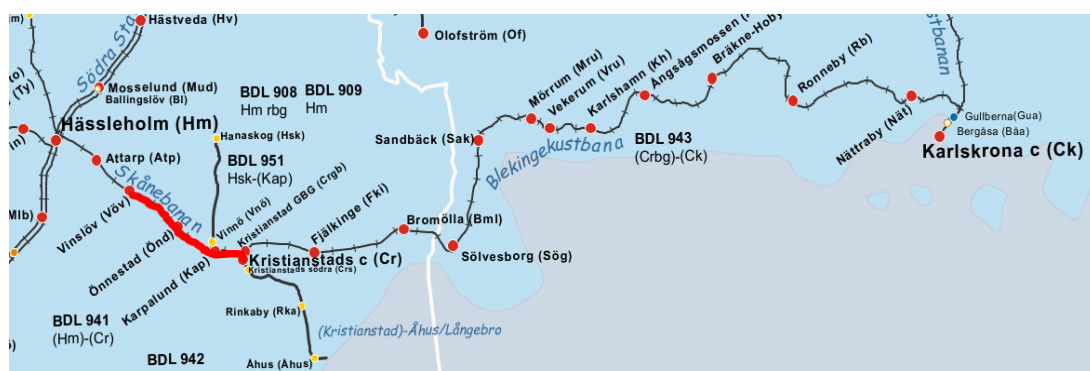 Hästveda (Hv)
Olofström (Of)
Södra Sta
Mosselund (Mud)
Ballingslöv (Bl)
BDL 908
Hm rbg
BDL 909
Hm
(Ty)
Hässleholm (Hm)
Hanaskog (Hsk)
BDL 951
Hsk-(Kap)
Attarp (Atp)
Skånebanan
Vinslöv (Vöv)
Önnestad (Önd)
Karpalund (Kap)
Vinnö (Vnö)
Kristianstad GBG (Crgb)
Fjälkinge (Fki)
Bromölla (Bml)
Sölvesborg (Sög)
Sandbäck (Sak)
Mörrum (Mru)
Vekerum (Vru)
Karlshamn (Kh)
Ångsågsmossen
Bräkne-Hoby
Ronneby (Rb)
Nättraby (Nät)
Blekingekustbana
BDL 943
(Crbg)-(Ck)
stbanan
Gullberna(Gua)
Bergåsa (Båa)
Karlskrona c (Ck)
Mlb)
Kristianstads c (Cr)
Kristianstads södra (Crs)
Rinkaby (Rka)
(Kristianstad)-Åhus/Långebro
Åhus (Åhus)
BDL 941
(Hm)-(Cr)
BDL 942